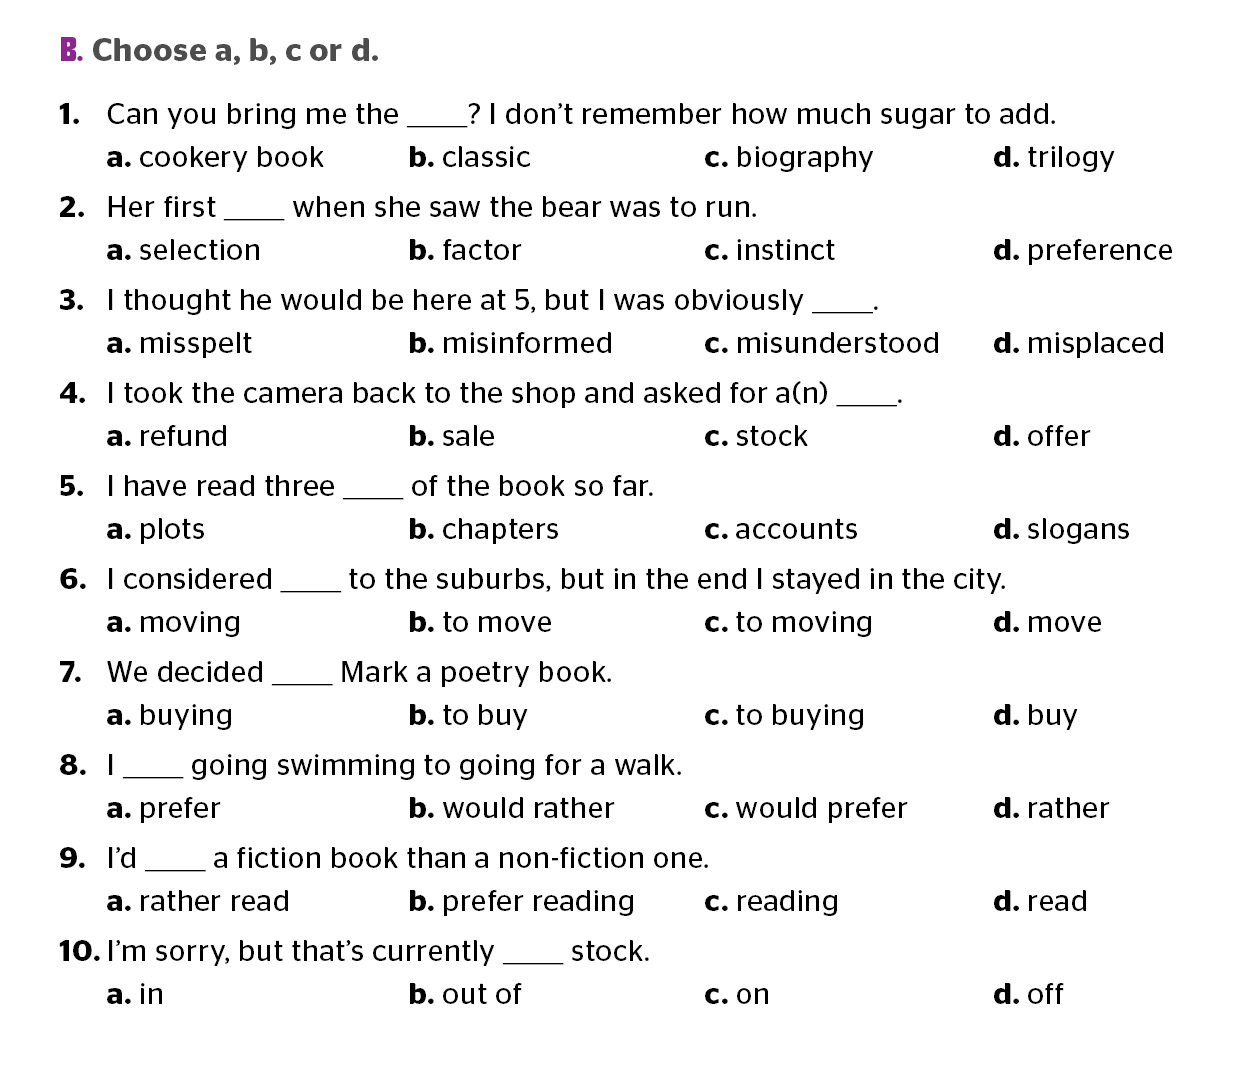 B. Choose a, b, c or d.
1. Can you bring me the ____? I don’t remember how much sugar to add.
a. cookery book b. classic c. biography d. trilogy
2. Her first ____ when she saw the bear was to run.
a. selection b. factor c. instinct d. preference
3. I thought he would be here at 5, but I was obviously ____.
a. misspelt b. misinformed c. misunderstood d. misplaced
4. I took the camera back to the shop and asked for a(n) ____.
a. refund b. sale c. stock d. offer
5. I have read three ____ of the book so far.
a. plots b. chapters c. accounts d. slogans
6. I considered ____ to the suburbs, but in the end I stayed in the city.
a. moving b. to move c. to moving d. move
7. We decided ____ Mark a poetry book.
a. buying b. to buy c. to buying d. buy
8. I ____ going swimming to going for a walk.
a. prefer b. would rather c. would prefer d. rather
9. I’d ____ a fiction book than a non-fiction one.
a. rather read b. prefer reading c. reading d. read
10. I’m sorry, but that’s currently ____ stock.
a. in b. out of c. on d. off